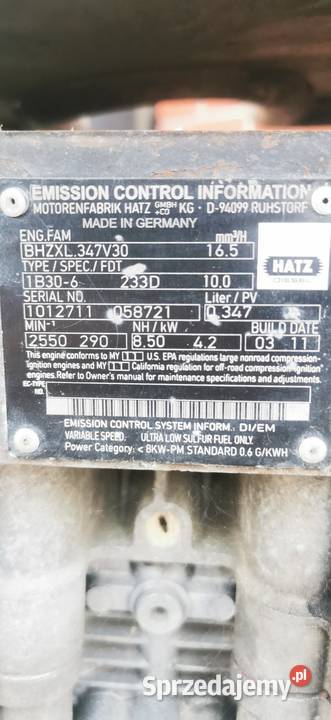 EMISSION CONTROL INFORMATION
MOTORENFABRIK HATZ GMBH +CO KG · D-94099 RUHSTORF
MADE IN GERMANY
ENG.FAM mm³/H
BHZXL.347V30 16.5
TYPE / SPEC./ FDT
1B30-6 233D 10.0
HATZ
DIESEL
SERIAL NO. Liter / PV
1012711 058721 0.347
MIN-¹ NH / kW BUILD DATE
2550 290 8.50 4.2 03 11
This engine conforms to MY 11 U.S. EPA regulations large nonroad compression-
ignition engines and MY 11 California regulation for off-road compression-ignition
engines. Refer to Owner's manual for maintenance specifications and adjustments.
EC-TYPE-NO.
EMISSION CONTROL SYSTEM INFORM.: DI/EM
VARIABLE SPEED. ULTRA LOW SULFUR FUEL ONLY.
Power Category: < 8KW-PM STANDARD 0.6 G/KWH
Sprzedajemy.pl